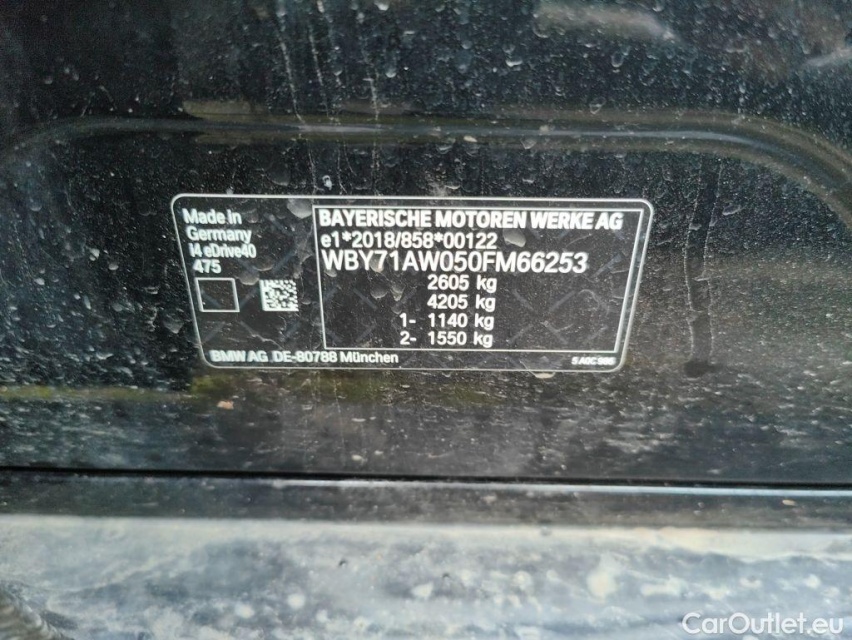 Made in
Germany
i4 eDrive40
475
BAYERISCHE MOTOREN WERKE AG
e1*2018/858*00122
WBY71AW050FM66253
2605 kg
4205 kg
1- 1140 kg
2- 1550 kg
BMW AG DE-80788 München
CarOutlet.eu